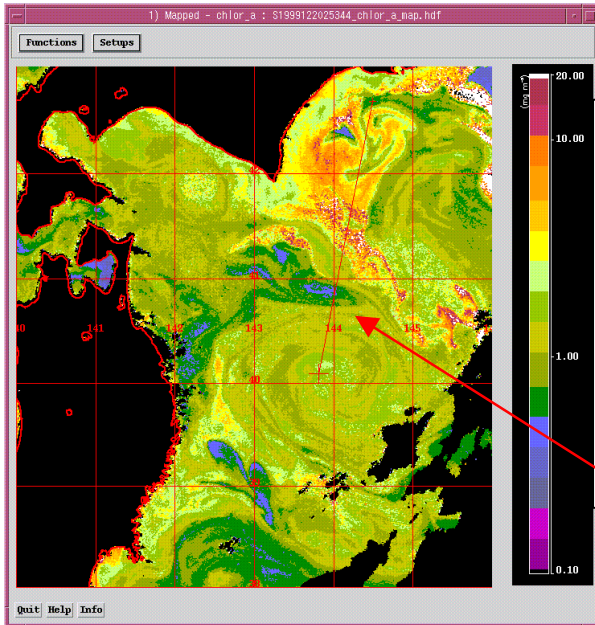 1) Mapped - chlor_a : S1999122025344_chlor_a_map.hdf
Functions Setups
(mg m⁻³)
20.00
10.00
1.00
0.10
141 142 143 144 145
40
Quit Help Info